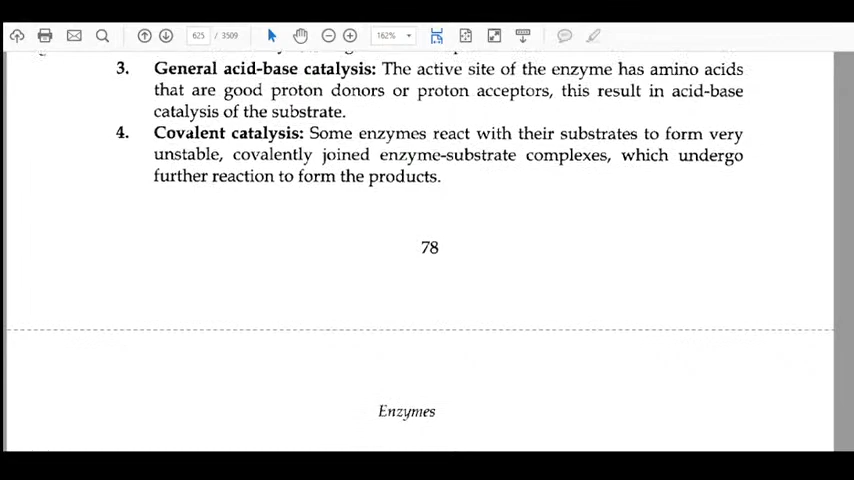 625 / 3509
162%
3. General acid-base catalysis: The active site of the enzyme has amino acids
that are good proton donors or proton acceptors, this result in acid-base
catalysis of the substrate.
4. Covalent catalysis: Some enzymes react with their substrates to form very
unstable, covalently joined enzyme-substrate complexes, which undergo
further reaction to form the products.
78
Enzymes